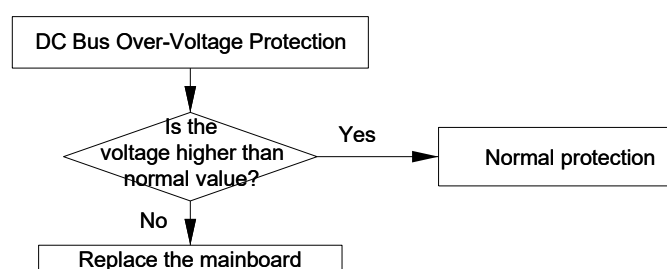 DC Bus Over-Voltage Protection
Is the
voltage higher than
normal value?
Yes
Normal protection
No
Replace the mainboard